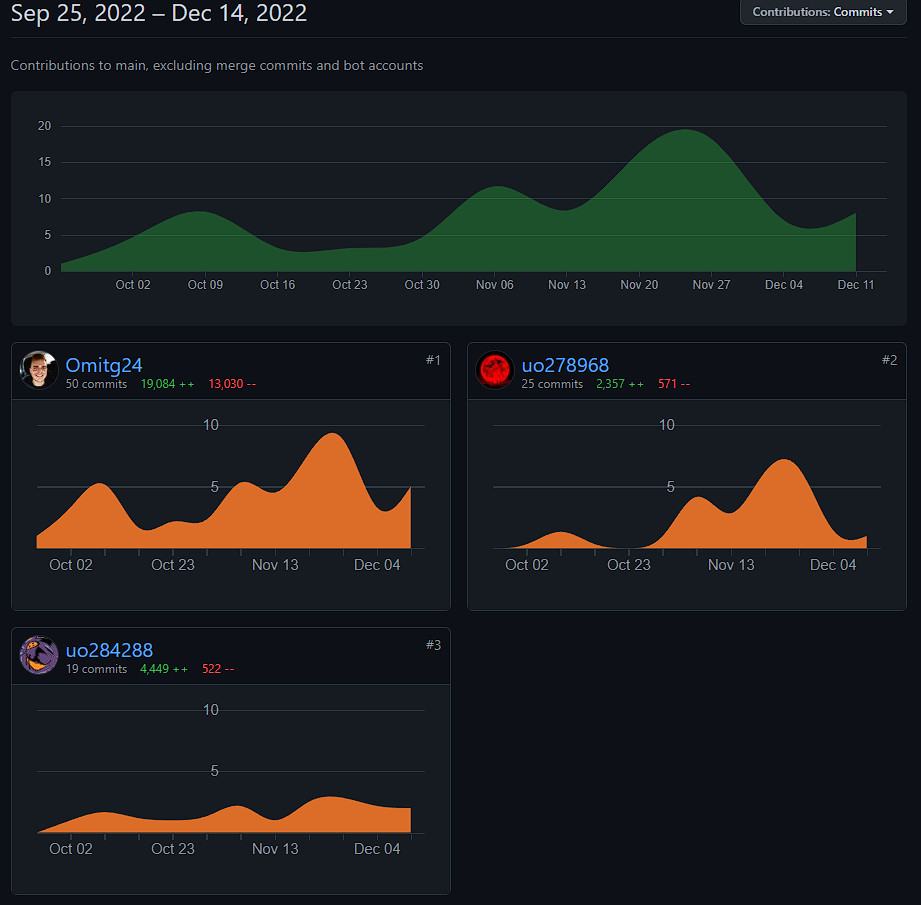 Sep 25, 2022 – Dec 14, 2022
Contributions: Commits
Contributions to main, excluding merge commits and bot accounts
20
15
10
5
0
Oct 02 Oct 09 Oct 16 Oct 23 Oct 30 Nov 06 Nov 13 Nov 20 Nov 27 Dec 04 Dec 11
Omitg24 #1
50 commits 19,084 ++ 13,030 --
10
5
Oct 02 Oct 23 Nov 13 Dec 04
uo278968 #2
25 commits 2,357 ++ 571 --
10
5
Oct 02 Oct 23 Nov 13 Dec 04
uo284288 #3
19 commits 4,449 ++ 522 --
10
5
Oct 02 Oct 23 Nov 13 Dec 04